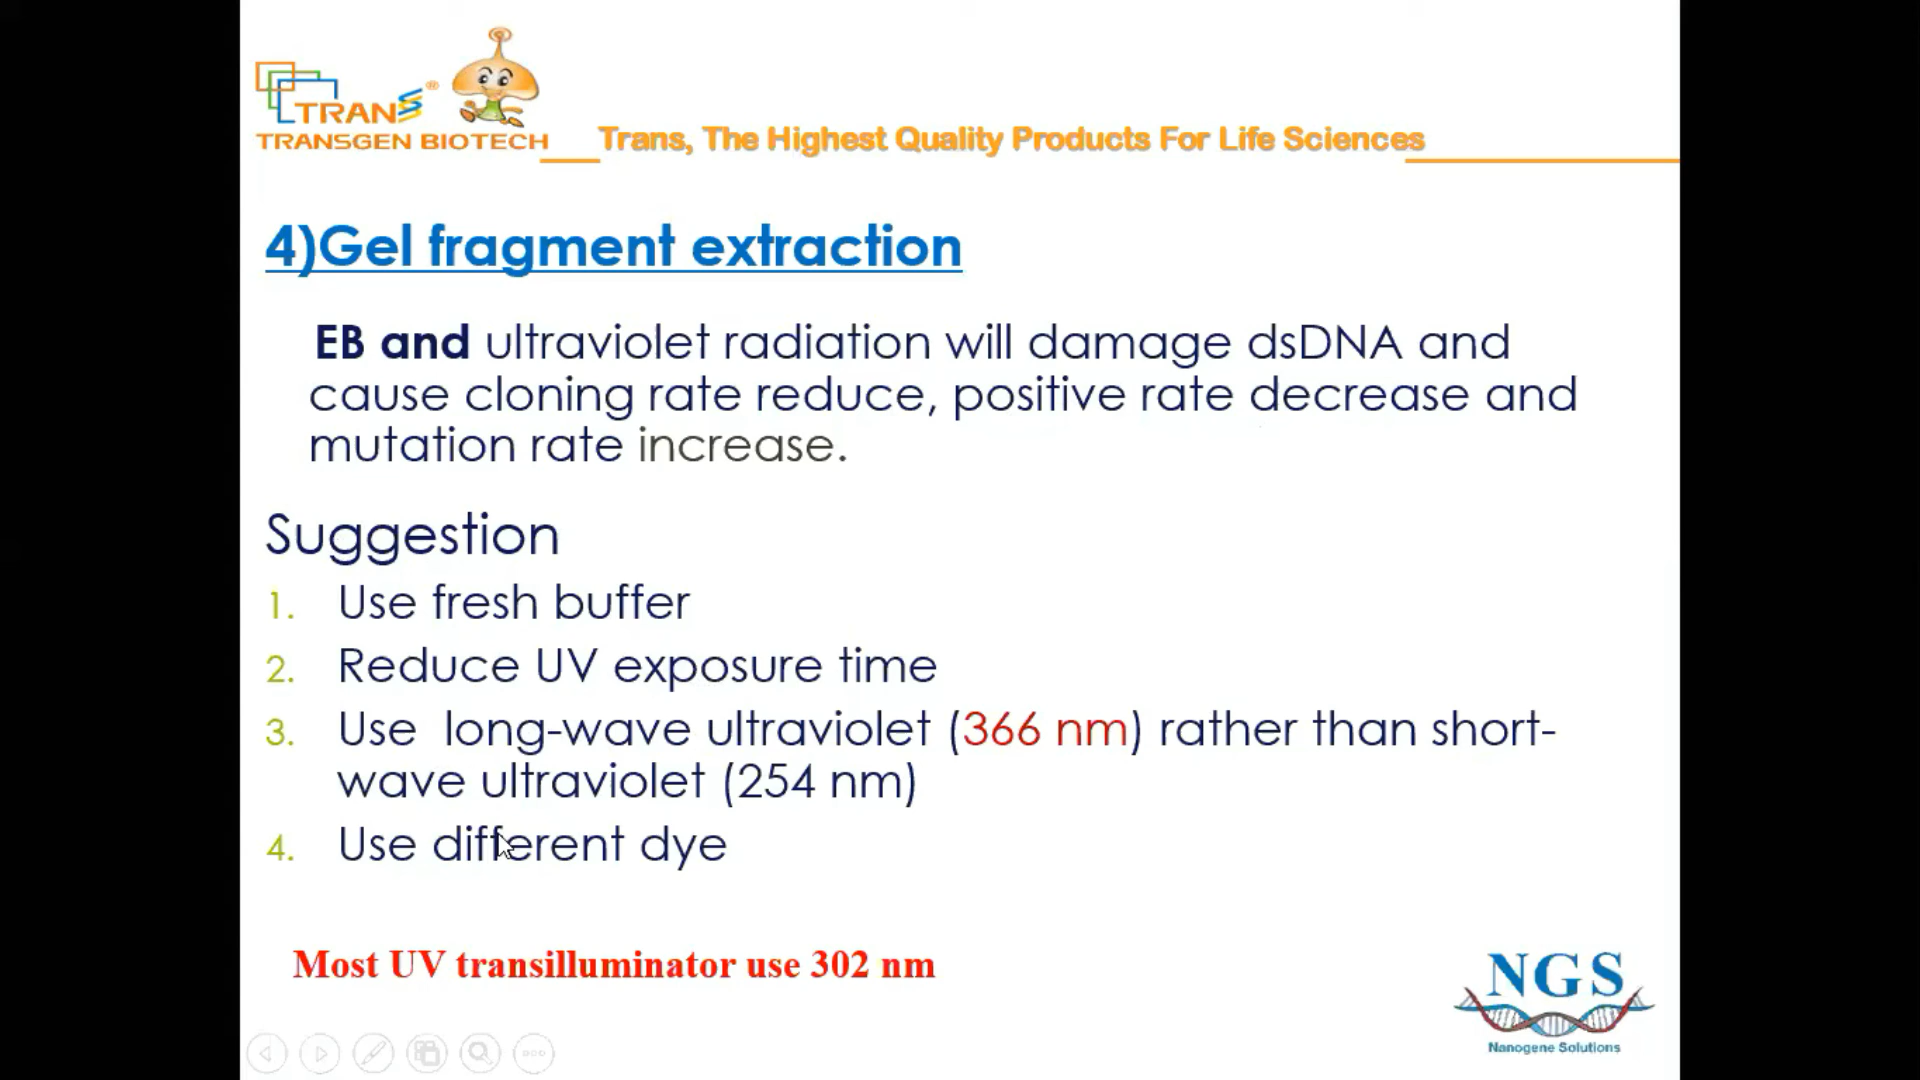 TRANS®
TRANSGEN BIOTECH
Trans, The Highest Quality Products For Life Sciences
4)Gel fragment extraction
EB and ultraviolet radiation will damage dsDNA and
cause cloning rate reduce, positive rate decrease and
mutation rate increase.
Suggestion
1. Use fresh buffer
2. Reduce UV exposure time
3. Use long-wave ultraviolet (366 nm) rather than short-
wave ultraviolet (254 nm)
4. Use different dye
Most UV transilluminator use 302 nm
NGS
Nanogene Solutions